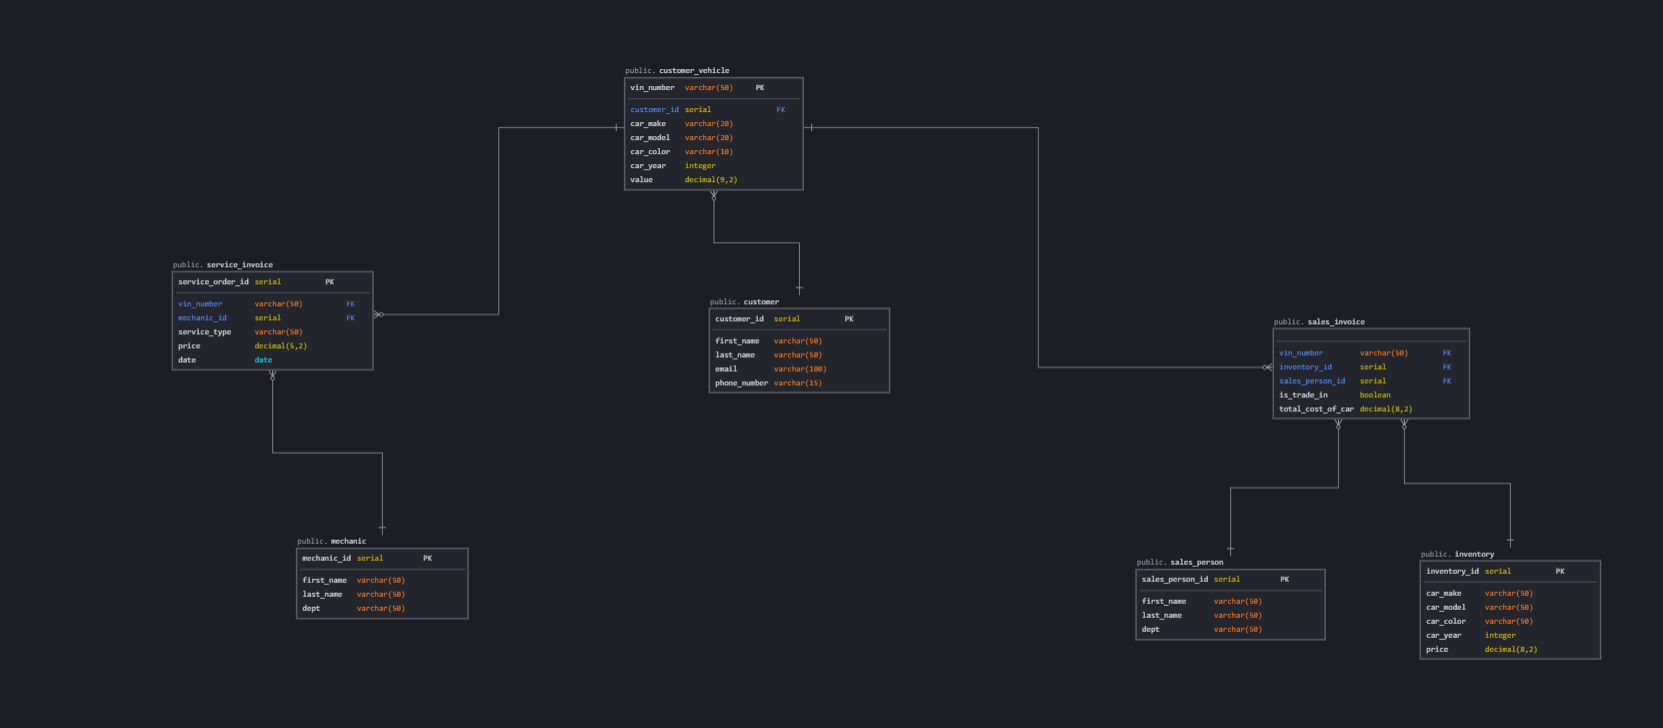 public. customer_vehicle
vin_number varchar(50) PK
customer_id serial FK
car_make varchar(20)
car_model varchar(20)
car_color varchar(10)
car_year integer
value decimal(9,2)
public. service_invoice
service_order_id serial PK
vin_number varchar(50) FK
mechanic_id serial FK
service_type varchar(50)
price decimal(5,2)
date date
public. customer
customer_id serial PK
first_name varchar(50)
last_name varchar(50)
email varchar(100)
phone_number varchar(15)
public. sales_invoice
vin_number varchar(50) FK
inventory_id serial FK
sales_person_id serial FK
is_trade_in boolean
total_cost_of_car decimal(8,2)
public. mechanic
mechanic_id serial PK
first_name varchar(50)
last_name varchar(50)
dept varchar(50)
public. sales_person
sales_person_id serial PK
first_name varchar(50)
last_name varchar(50)
dept varchar(50)
public. inventory
inventory_id serial PK
car_make varchar(50)
car_model varchar(50)
car_color varchar(50)
car_year integer
price decimal(8,2)